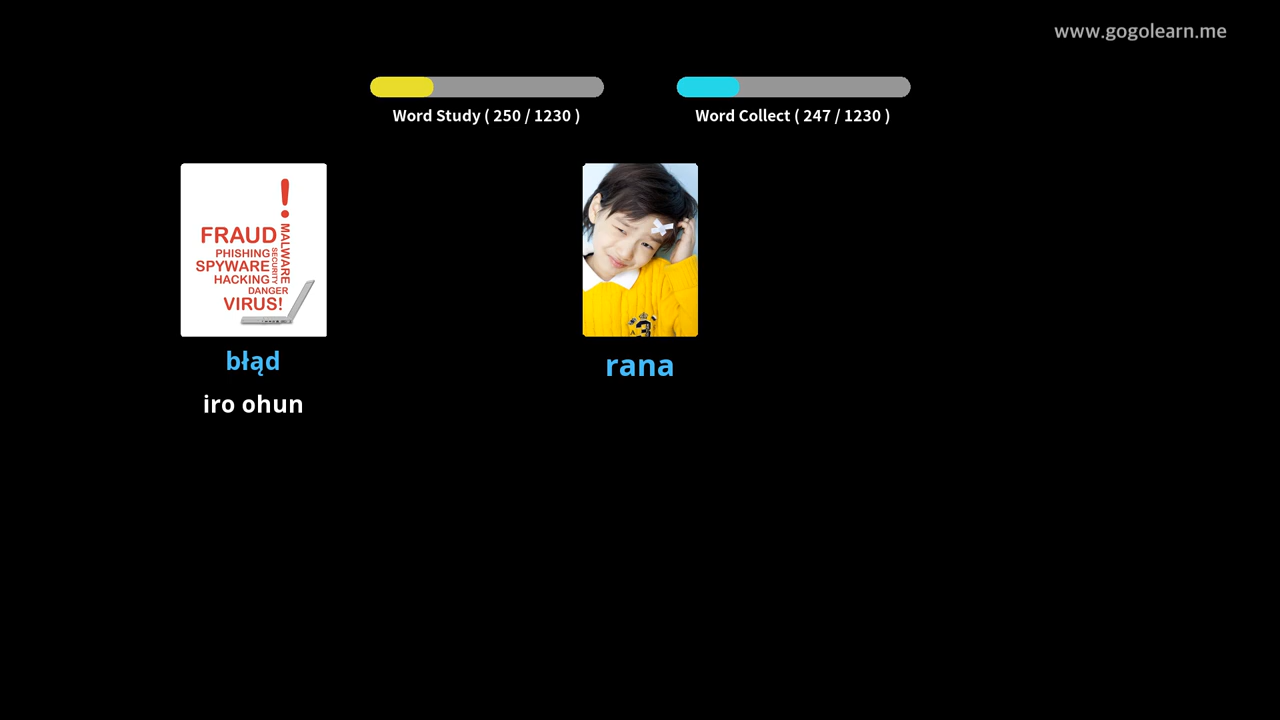 www.gogolearn.me
Word Study ( 250 / 1230 )
Word Collect ( 247 / 1230 )
!
FRAUD
MALWARE
PHISHING
SECURITY
SPYWARE
HACKING
DANGER
VIRUS!
3
błąd
rana
iro ohun